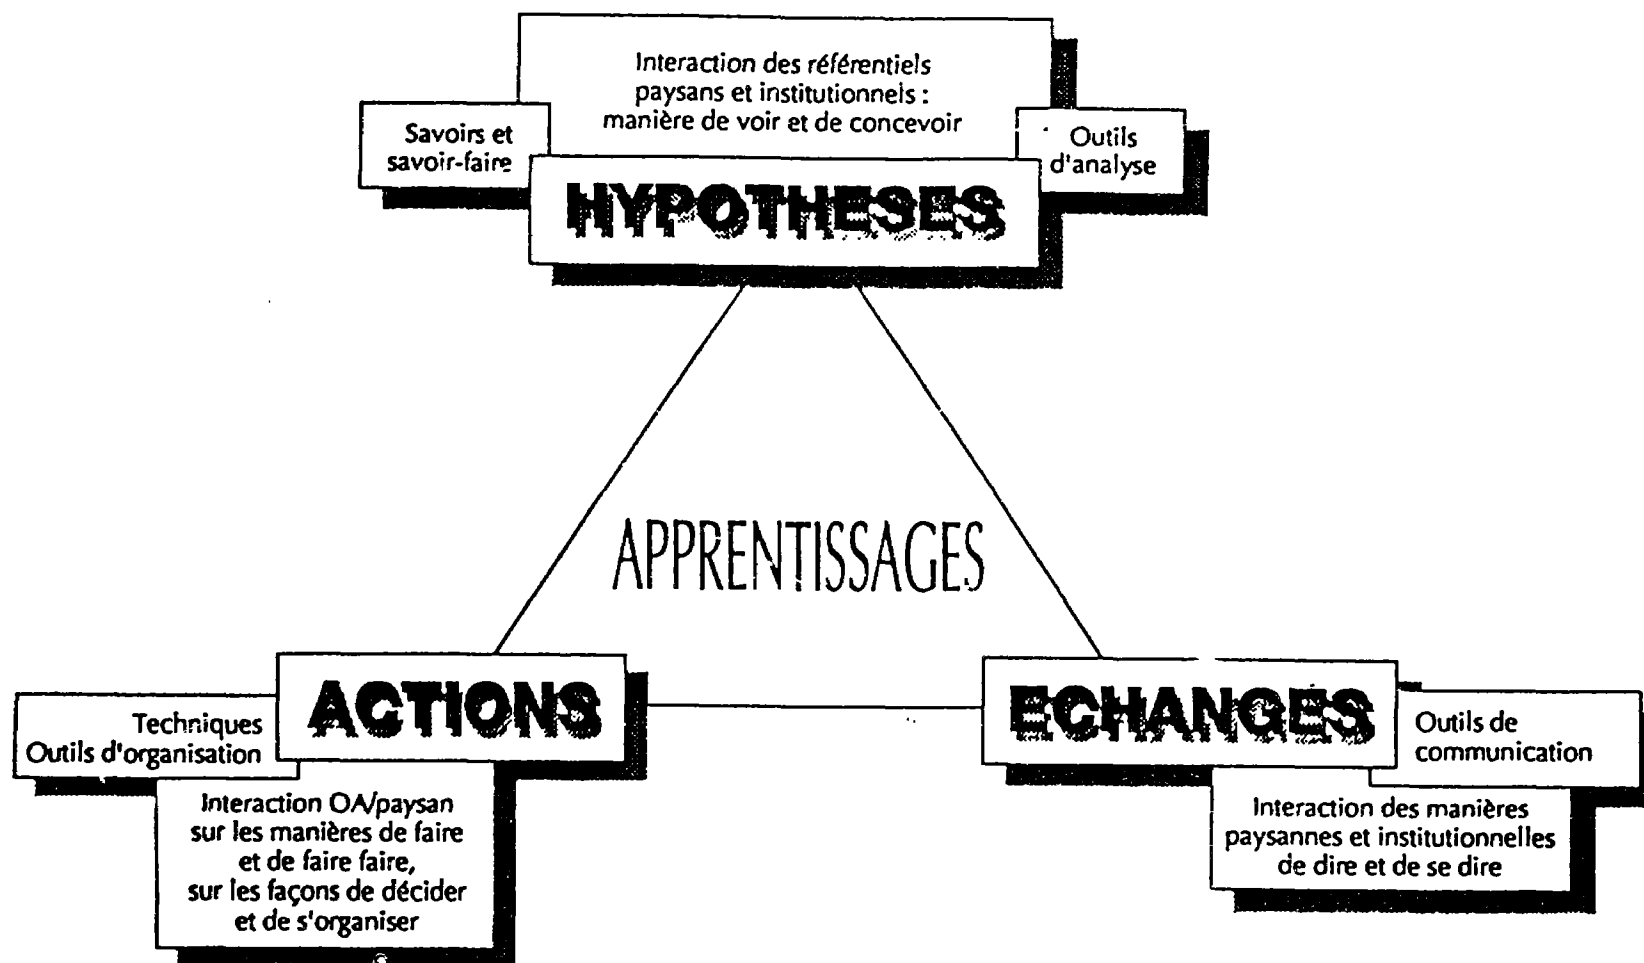 Interaction des référentiels
paysans et institutionnels :
manière de voir et de concevoir
Savoirs et
savoir-faire
Outils
d'analyse
HYPOTHESES
APPRENTISSAGES
ACTIONS
Techniques
Outils d'organisation
Interaction OA/paysan
sur les manières de faire
et de faire faire,
sur les façons de décider
et de s'organiser
ECHANGES
Outils de
communication
Interaction des manières
paysannes et institutionnelles
de dire et de se dire